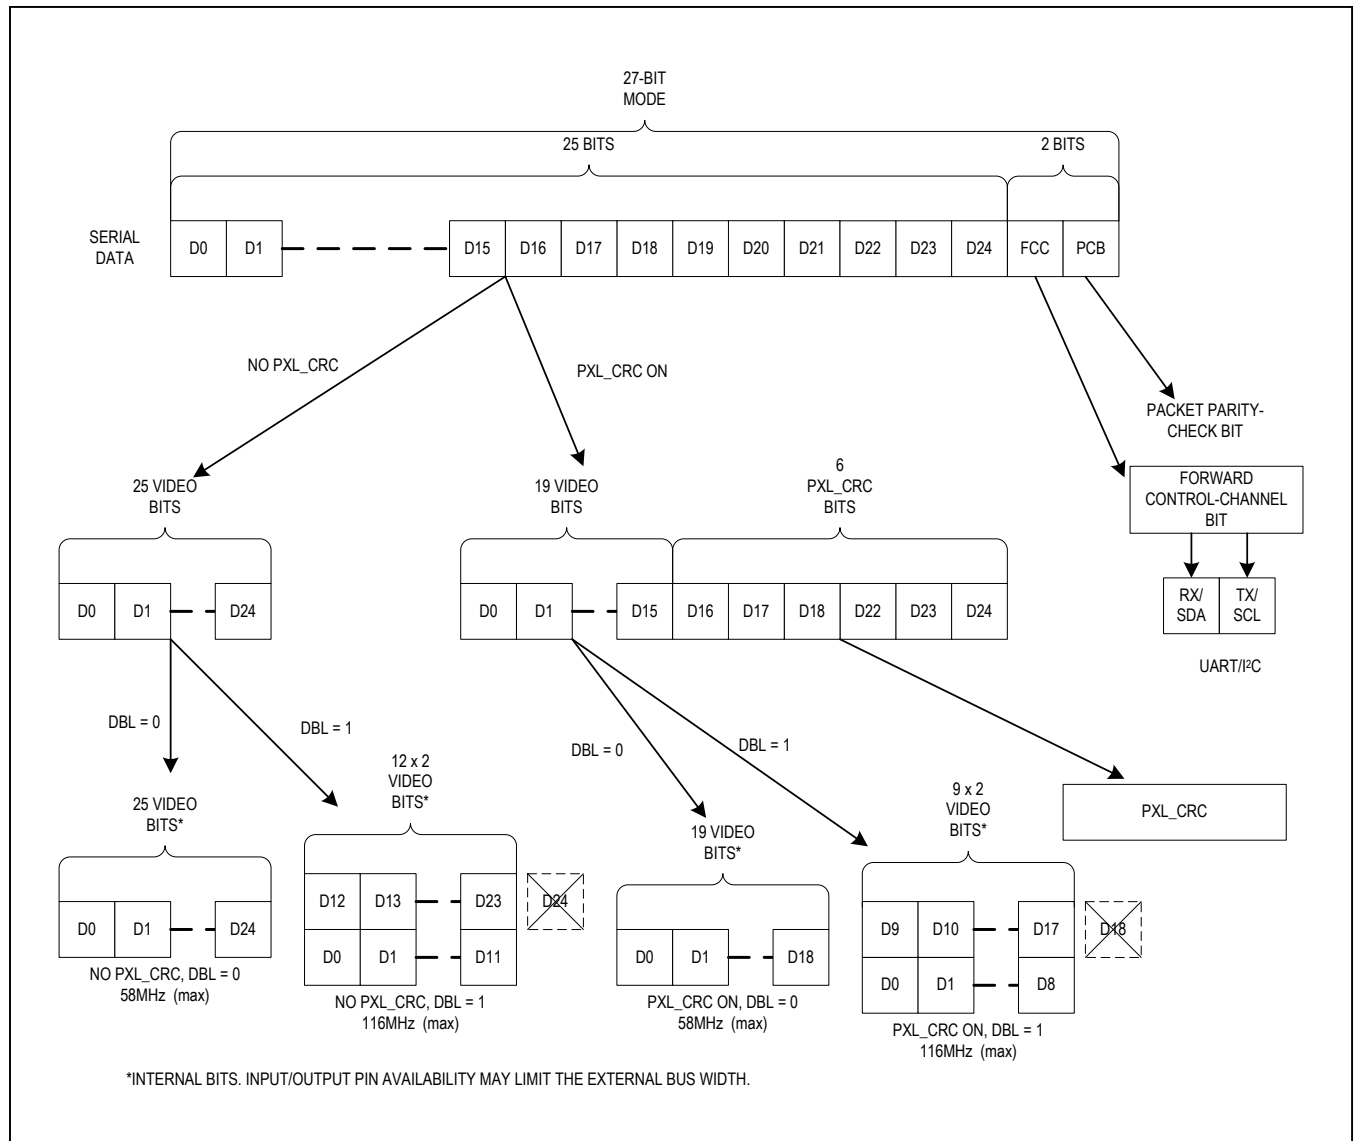 27-BIT
MODE
25 BITS
2 BITS
SERIAL
DATA
D0 D1 D15 D16 D17 D18 D19 D20 D21 D22 D23 D24 FCC PCB
NO PXL_CRC
PXL_CRC ON
PACKET PARITY-
CHECK BIT
25 VIDEO
BITS
19 VIDEO
BITS
6
PXL_CRC
BITS
FORWARD
CONTROL-CHANNEL
BIT
D0 D1 D24
D0 D1 D15 D16 D17 D18 D22 D23 D24
RX/
SDA
TX/
SCL
UART/I²C
DBL = 0
DBL = 1
DBL = 0
DBL = 1
25 VIDEO
BITS*
12 x 2
VIDEO
BITS*
19 VIDEO
BITS*
9 x 2
VIDEO
BITS*
PXL_CRC
D0 D1 D24
NO PXL_CRC, DBL = 0
58MHz (max)
D12 D13 D23 D24
D0 D1 D11
NO PXL_CRC, DBL = 1
116MHz (max)
D0 D1 D18
PXL_CRC ON, DBL = 0
58MHz (max)
D9 D10 D17 D18
D0 D1 D8
PXL_CRC ON, DBL = 1
116MHz (max)
*INTERNAL BITS. INPUT/OUTPUT PIN AVAILABILITY MAY LIMIT THE EXTERNAL BUS WIDTH.